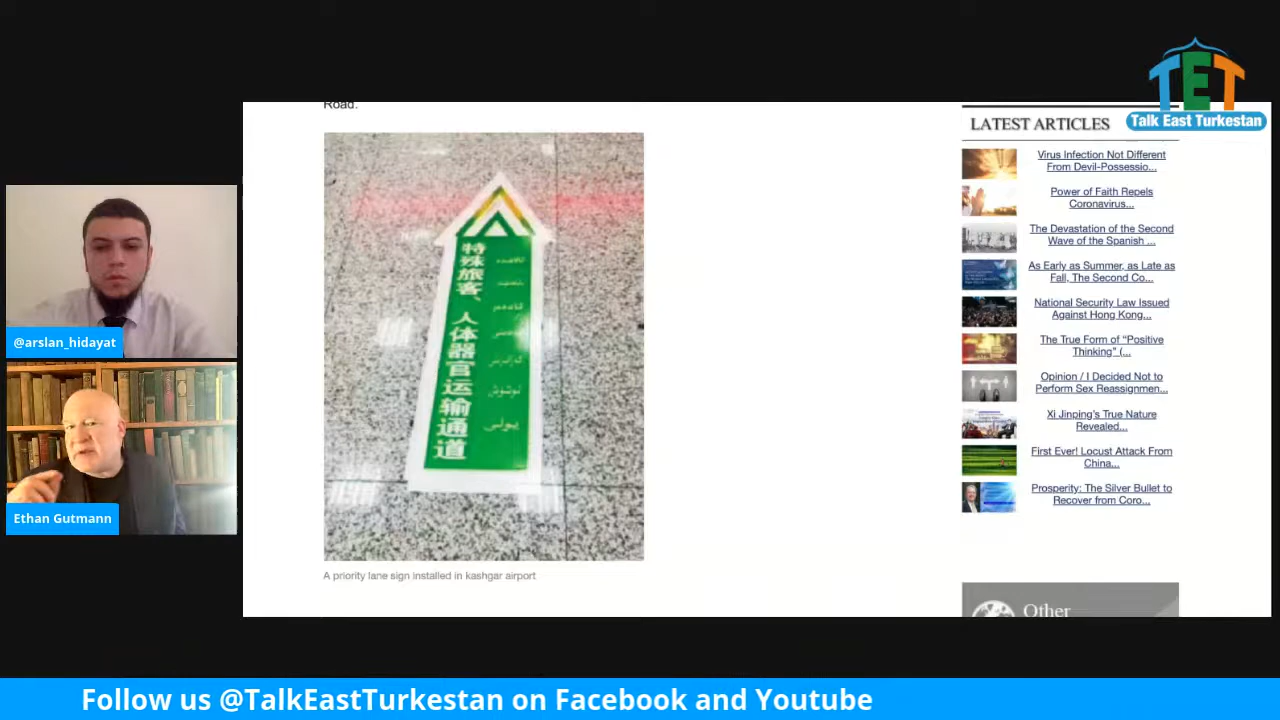 TET
Talk East Turkestan
Road.
LATEST ARTICLES
Virus Infection Not Different
From Devil-Possessio...
Power of Faith Repels
Coronavirus...
The Devastation of the Second
Wave of the Spanish ...
As Early as Summer, as Late as
Fall, The Second Co...
National Security Law Issued
Against Hong Kong...
The True Form of “Positive
Thinking” (...
Opinion / I Decided Not to
Perform Sex Reassignmen...
Xi Jinping's True Nature
Revealed...
First Ever! Locust Attack From
China...
Prosperity: The Silver Bullet to
Recover from Coro...
Other
特殊旅客、人体器官运输通道
يولى
A priority lane sign installed in kashgar airport
@arslan_hidayat
Ethan Gutmann
Follow us @TalkEastTurkestan on Facebook and Youtube